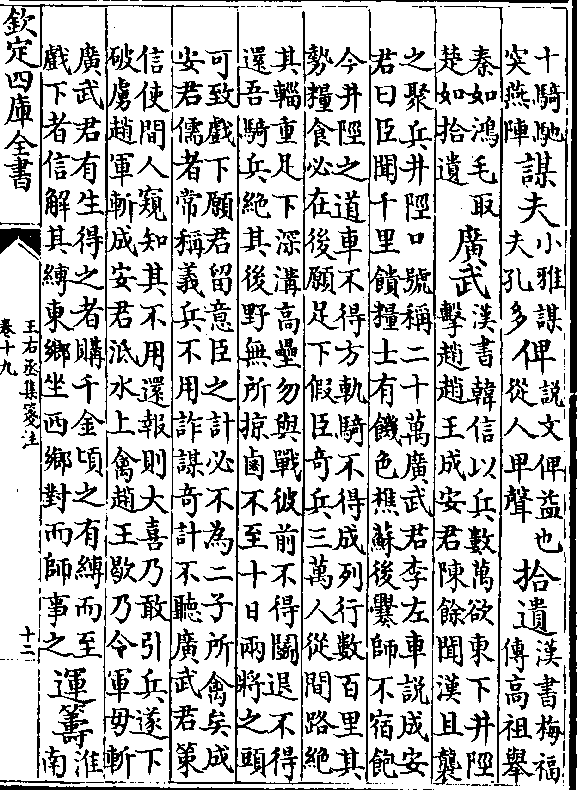 十騎馳突燕陣謀夫小雅謀夫孔多俾説文俾益也從人卑聲拾遺漢書梅福傳高祖舉
秦如鴻毛取楚如拾遺廣武漢書韓信以兵數萬欲東下井陘擊趙趙王成安君陳餘聞漢且襲
之聚兵井陘口號稱二十萬廣武君李左車説成安
君曰臣聞千里饋糧士有饑色樵蘇後爨師不宿飽
今井陘之道車不得方軌騎不得成列行數百里其
勢糧食必在後願足下假臣奇兵三萬人從間路絶
其輜重足下深溝高壘勿與戰彼前不得鬭退不得
還吾騎兵絶其後野無所掠鹵不至十日兩將之頭
可致戲下願君留意臣之計必不為二子所禽矣成
安君儒者常稱義兵不用詐謀奇計不聽廣武君策
信使間人窺知其不用還報則大喜乃敢引兵遂下
破虜趙軍斬成安君泜水上禽趙王歇乃令軍毋斬
廣武君有生得之者購千金頃之有縛而至戲下者信解其縛東鄉坐西鄉對而師事之運籌淮南
欽定四庫全書
王右丞集箋注
卷十九
十二